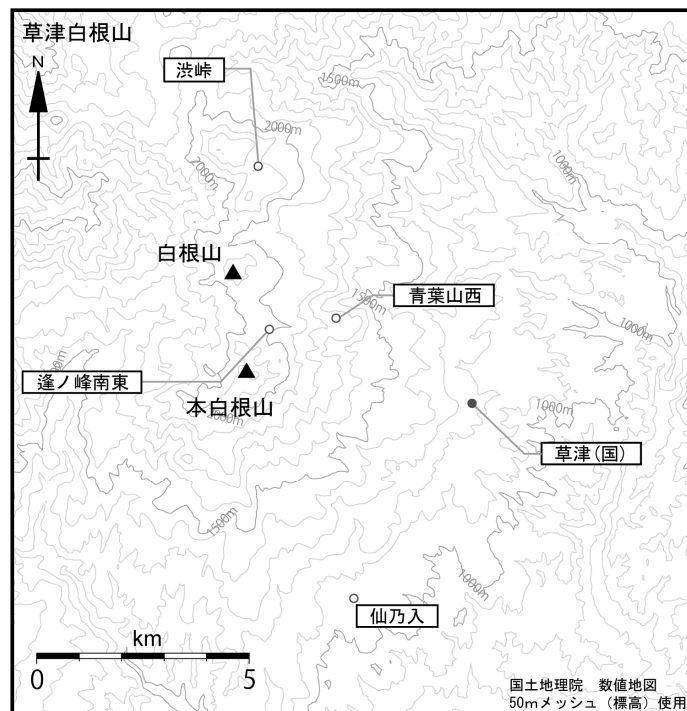 草津白根山
N
渋峠
1500m
2000m
2000m
1000m
白根山
青葉山西
1500m
1000m
逢ノ峰南東
本白根山
2000m
1000m
草津(国)
1500m
1000m
仙乃入
km
0 5
国土地理院 数値地図
50mメッシュ(標高)使用